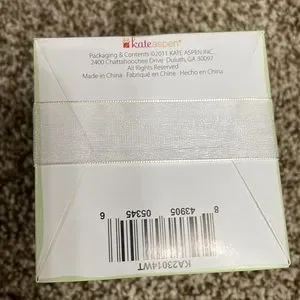 kateaspen®
Packaging & Contents ©2011 KATE ASPEN INC.
2400 Chattahoochee Drive Duluth, GA 30097
All Rights Reserved
Made in China Fabriqué en Chine Hecho en China
8 43905 05345 6
KA23014WT